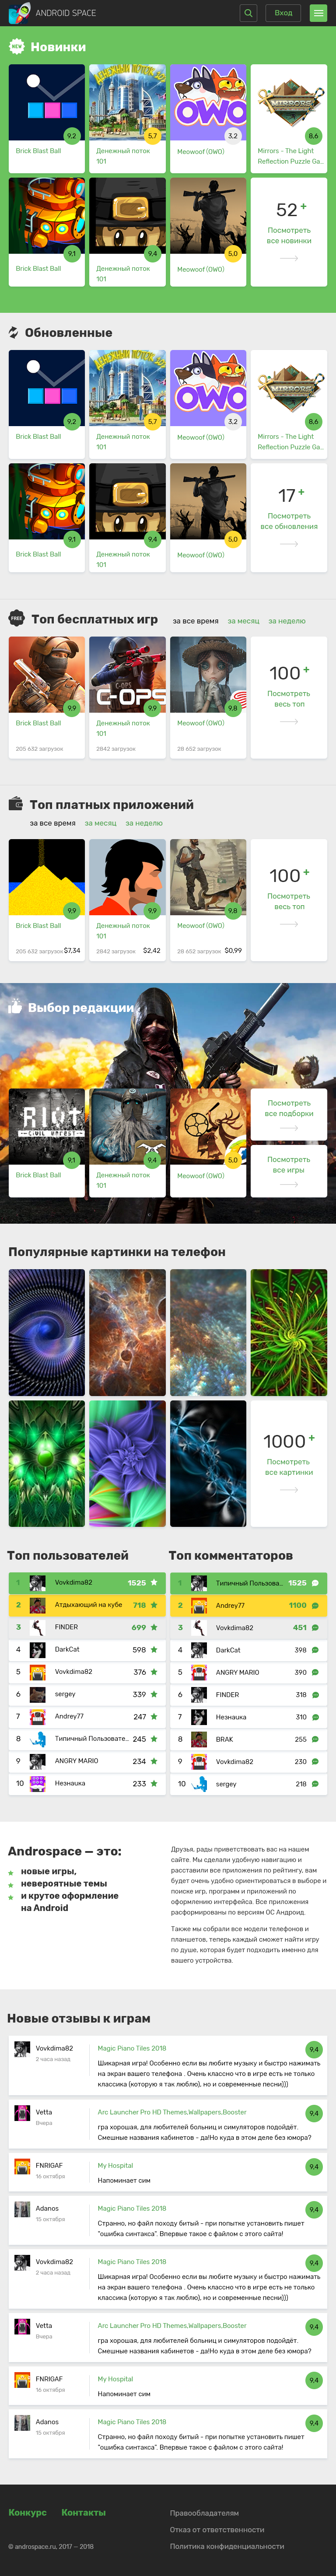 ANDROID SPACE
Вход
NEW
Новинки
ДЕНЕЖНЫЙ ПОТОК 101
OWO
MIRRORS
9,2
5,7
3,2
8,6
Brick Blast Ball
Денежный поток
101
Meowoof (OWO)
Mirrors - The Light
Reflection Puzzle Ga...
52 +
Посмотреть
все новинки
9,1
9,4
5,0
Brick Blast Ball
Денежный поток
101
Meowoof (OWO)
Обновленные
ДЕНЕЖНЫЙ ПОТОК 101
OWO
MIRRORS
9,2
5,7
3,2
8,6
Brick Blast Ball
Денежный поток
101
Meowoof (OWO)
Mirrors - The Light
Reflection Puzzle Ga...
17 +
Посмотреть
все обновления
9,1
9,4
5,0
Brick Blast Ball
Денежный поток
101
Meowoof (OWO)
FREE
Топ бесплатных игр
за все время за месяц за неделю
C-OPS
9,9
9,9
9,8
Brick Blast Ball
Денежный поток
101
Meowoof (OWO)
205 632 загрузок
2842 загрузок
28 652 загрузок
100 +
Посмотреть
весь топ
Топ платных приложений
за все время за месяц за неделю
9,9
9,9
9,8
Brick Blast Ball
Денежный поток
101
Meowoof (OWO)
205 632 загрузок $7,34
2842 загрузок $2,42
28 652 загрузок $0,99
100 +
Посмотреть
весь топ
Выбор редакции
Riot
CIVIL UNREST
9,1
9,4
5,0
Brick Blast Ball
Денежный поток
101
Meowoof (OWO)
Посмотреть
все подборки
Посмотреть
все игры
Популярные картинки на телефон
1000 +
Посмотреть
все картинки
Топ пользователей
1 Vovkdima82 1525
2 Атдыхающий на кубе 718
3 FINDER 699
4 DarkCat 598
5 Vovkdima82 376
6 sergey 339
7 Andrey77 247
8 Типичный Пользовате... 245
9 ANGRY MARIO 234
10 Незнаика 233
Топ комментаторов
1 Типичный Пользова... 1525
2 Andrey77 1100
3 Vovkdima82 451
4 DarkCat 398
5 ANGRY MARIO 390
6 FINDER 318
7 Незнаика 310
8 BRAK 255
9 Vovkdima82 230
10 sergey 218
Androspace — это:
новые игры,
невероятные темы
и крутое оформление
на Android
Друзья, рады приветствовать вас на нашем
сайте. Мы сделали удобную навигацию и
расставили все приложения по рейтингу, вам
будет очень удобно ориентироваться в выборе и
поиске игр, программ и приложений по
оформлению интерфейса. Все приложения
расформированы по версиям ОС Андроид.
Также мы собрали все модели телефонов и
планшетов, теперь каждый сможет найти игру
по душе, которая будет подходить именно для
вашего устройства.
Новые отзывы к играм
Vovkdima82
2 часа назад
Magic Piano Tiles 2018
9,4
Шикарная игра! Особенно если вы любите музыку и быстро нажимать
на экран вашего телефона . Очень классно что в игре есть не только
классика (которую я так люблю), но и современные песни)))
Vetta
Вчера
Arc Launcher Pro HD Themes,Wallpapers,Booster
9,4
гра хорошая, для любителей больниц и симуляторов подойдёт.
Смешные названия кабинетов - да!Но куда в этом деле без юмора?
FNRIGAF
16 октября
My Hospital
9,4
Напоминает сим
Adanos
15 октября
Magic Piano Tiles 2018
9,4
Странно, но файл походу битый - при попытке установить пишет
"ошибка синтакса". Впервые такое с файлом с этого сайта!
Vovkdima82
2 часа назад
Magic Piano Tiles 2018
9,4
Шикарная игра! Особенно если вы любите музыку и быстро нажимать
на экран вашего телефона . Очень классно что в игре есть не только
классика (которую я так люблю), но и современные песни)))
Vetta
Вчера
Arc Launcher Pro HD Themes,Wallpapers,Booster
9,4
гра хорошая, для любителей больниц и симуляторов подойдёт.
Смешные названия кабинетов - да!Но куда в этом деле без юмора?
FNRIGAF
16 октября
My Hospital
9,4
Напоминает сим
Adanos
15 октября
Magic Piano Tiles 2018
9,4
Странно, но файл походу битый - при попытке установить пишет
"ошибка синтакса". Впервые такое с файлом с этого сайта!
Конкурс
Контакты
Правообладателям
Отказ от ответственности
Политика конфиденциальности
© androspace.ru, 2017 — 2018